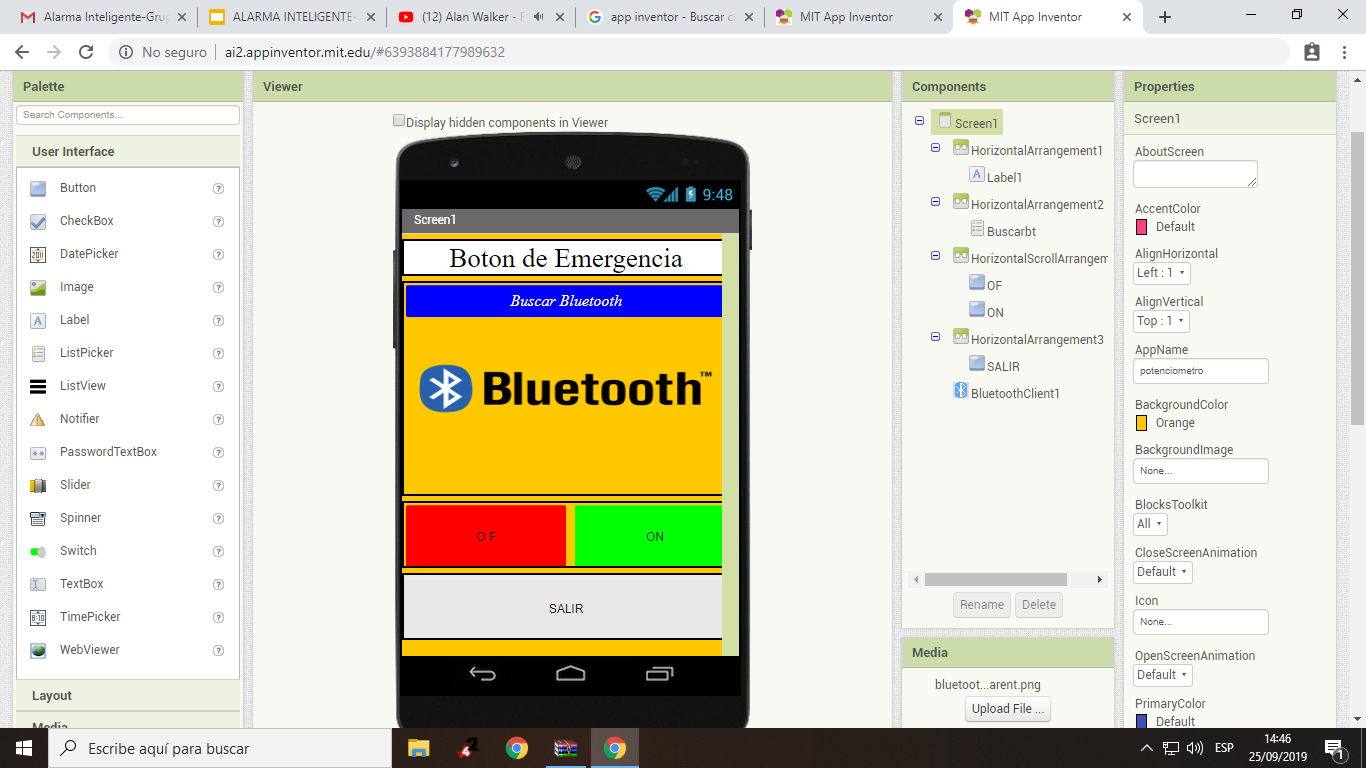 Alarma Inteligente-Gru
ALARMA INTELIGENTE-
(12) Alan Walker - F
app inventor - Buscar co
MIT App Inventor
MIT App Inventor
No seguro
ai2.appinventor.mit.edu/#6393884177989632
Palette
Search Components...
User Interface
Button
CheckBox
DatePicker
Image
Label
ListPicker
ListView
Notifier
PasswordTextBox
Slider
Spinner
Switch
TextBox
TimePicker
WebViewer
Layout
Media
Viewer
Display hidden components in Viewer
9:48
Screen1
Boton de Emergencia
Buscar Bluetooth
Bluetooth™
O F
ON
SALIR
Components
Screen1
HorizontalArrangement1
Label1
HorizontalArrangement2
Buscarbt
HorizontalScrollArrangem
OF
ON
HorizontalArrangement3
SALIR
BluetoothClient1
Rename
Delete
Media
bluetoot...arent.png
Upload File ...
Properties
Screen1
AboutScreen
AccentColor
Default
AlignHorizontal
Left : 1
AlignVertical
Top : 1
AppName
potenciometro
BackgroundColor
Orange
BackgroundImage
None...
BlocksToolkit
All
CloseScreenAnimation
Default
Icon
None...
OpenScreenAnimation
Default
PrimaryColor
Default
Escribe aquí para buscar
ESP
14:46
25/09/2019
1